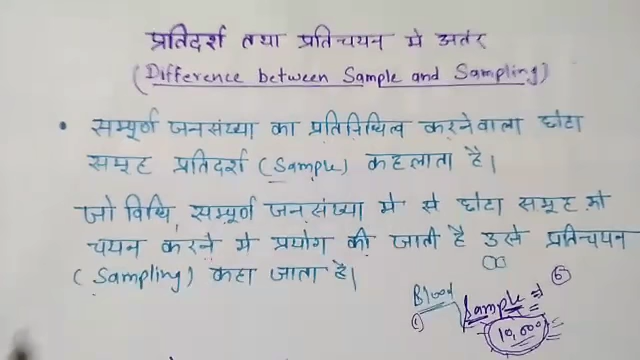 प्रतिदर्श तथा प्रतिचयन मे अतंर
(Difference between Sample and Sampling)
• सम्पूर्ण जनसंख्या का प्रतिनिधित्व करनेवाला छोटा
समूह प्रतिदर्श (Sample) कहलाता है।
जो विधि सम्पूर्ण जनसंख्या मे से छोटा समूह को
चयन करने मे प्रयोग की जाती है उसे प्रतिचयन
(Sampling) कहा जाता है।
Blood Sample ⇒
10,000